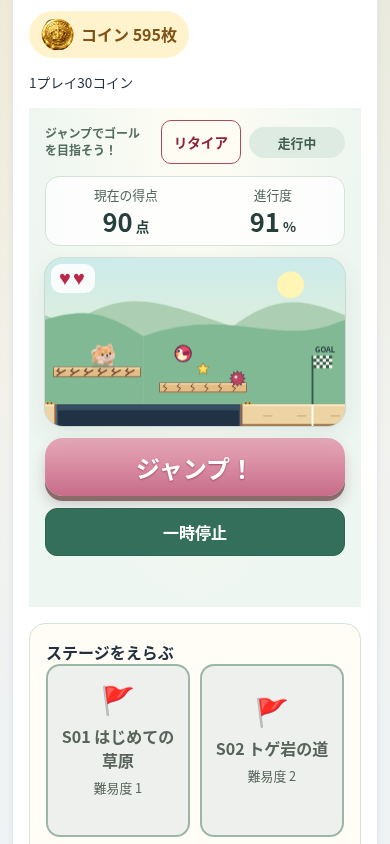 コイン 595枚
1プレイ30コイン
ジャンプでゴール
を目指そう！
リタイア
走行中
現在の得点
進行度
90 点
91 %
GOAL
ジャンプ！
一時停止
ステージをえらぶ
S01 はじめての
草原
難易度 1
S02 トゲ岩の道
難易度 2